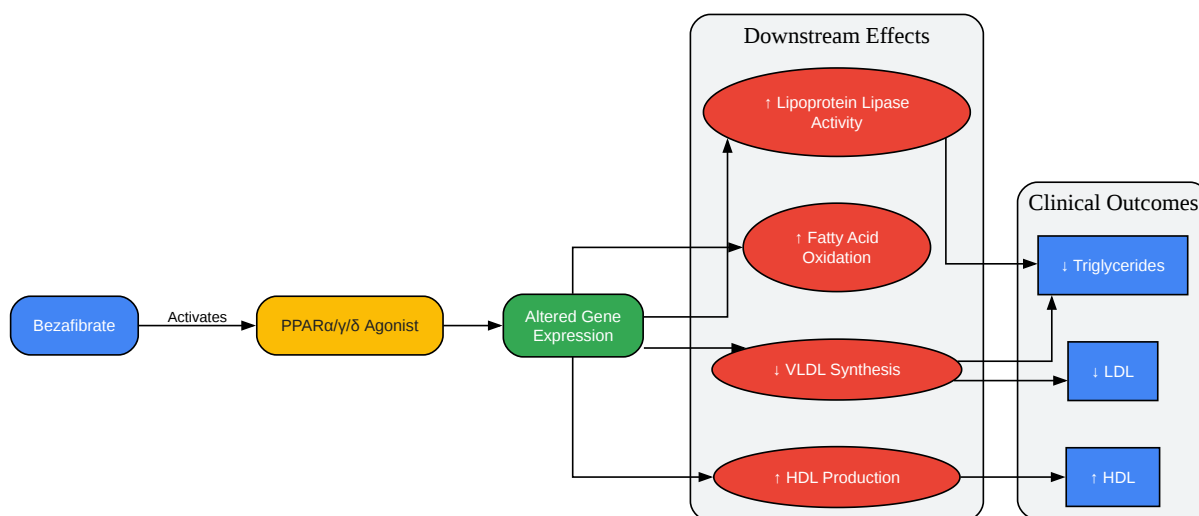 Downstream Effects
↑ Lipoprotein Lipase
Activity
Clinical Outcomes
↑ Fatty Acid
Oxidation
↓ Triglycerides
Bezafibrate
Activates
PPARα/γ/δ Agonist
Altered Gene
Expression
↓ VLDL Synthesis
↓ LDL
↑ HDL Production
↑ HDL